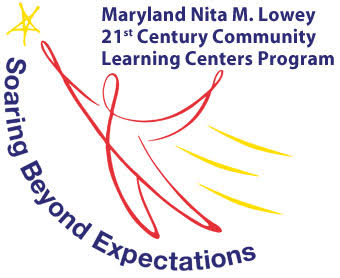 Maryland Nita M. Lowey
21st Century Community
Learning Centers Program
Soaring Beyond Expectations